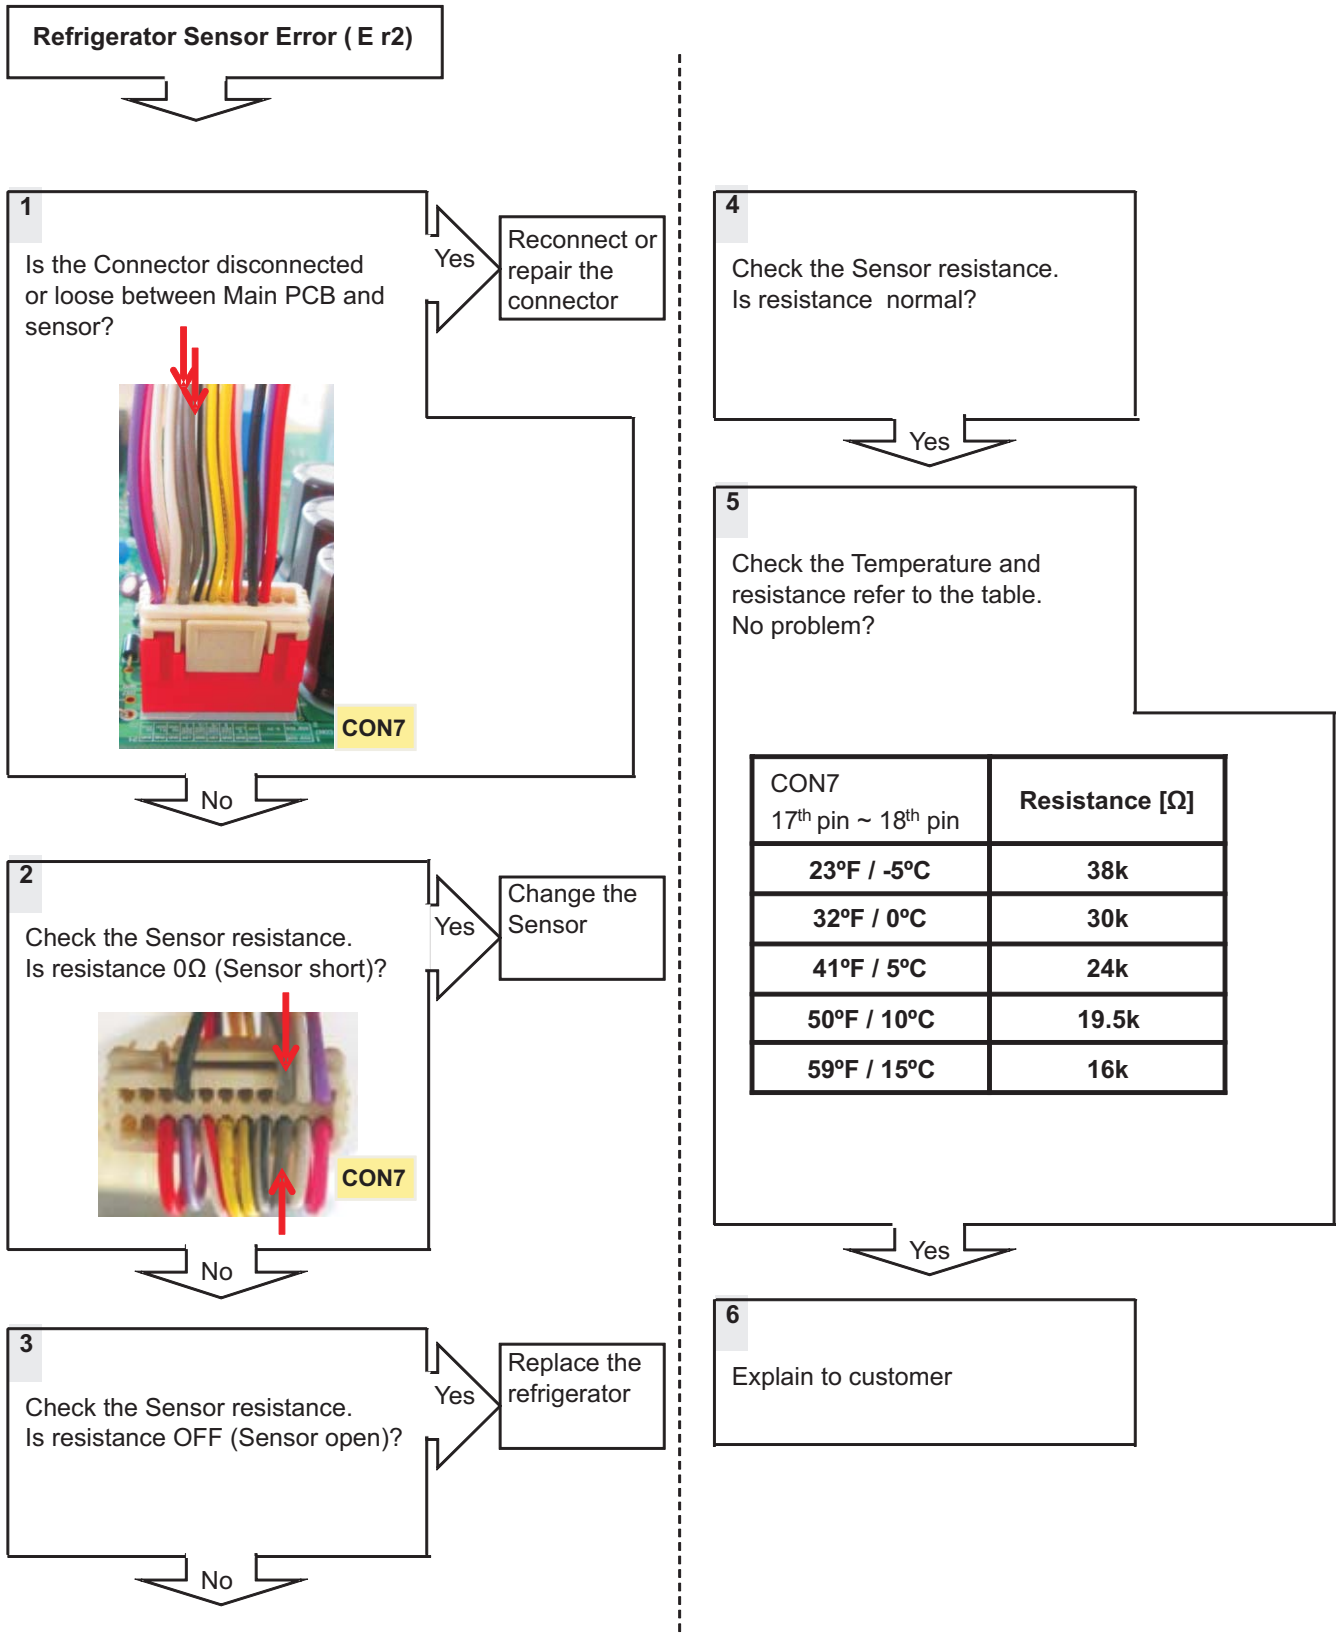 Refrigerator Sensor Error ( E r2)
1
Is the Connector disconnected
or loose between Main PCB and
sensor?
Yes
Reconnect or
repair the
connector
CON7
No
2
Check the Sensor resistance.
Is resistance 0Ω (Sensor short)?
Yes
Change the
Sensor
CON7
No
3
Check the Sensor resistance.
Is resistance OFF (Sensor open)?
Yes
Replace the
refrigerator
No
4
Check the Sensor resistance.
Is resistance normal?
Yes
5
Check the Temperature and
resistance refer to the table.
No problem?
CON7
17th pin ~ 18th pin
Resistance [Ω]
23ºF / -5ºC
38k
32ºF / 0ºC
30k
41ºF / 5ºC
24k
50ºF / 10ºC
19.5k
59ºF / 15ºC
16k
Yes
6
Explain to customer